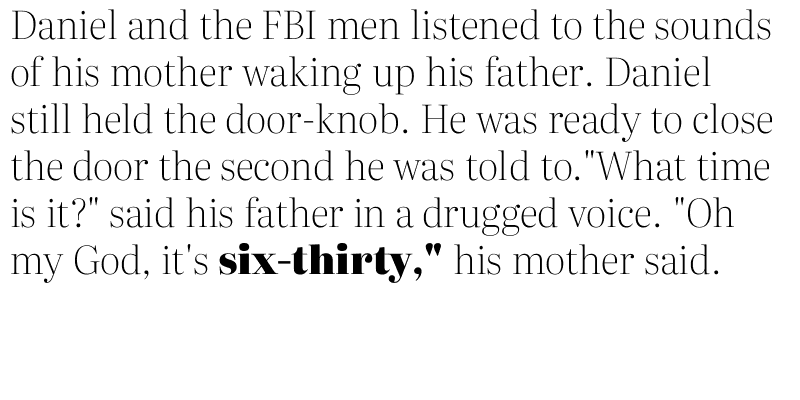 Daniel and the FBI men listened to the sounds
of his mother waking up his father. Daniel
still held the door-knob. He was ready to close
the door the second he was told to."What time
is it?" said his father in a drugged voice. "Oh
my God, it's six-thirty," his mother said.